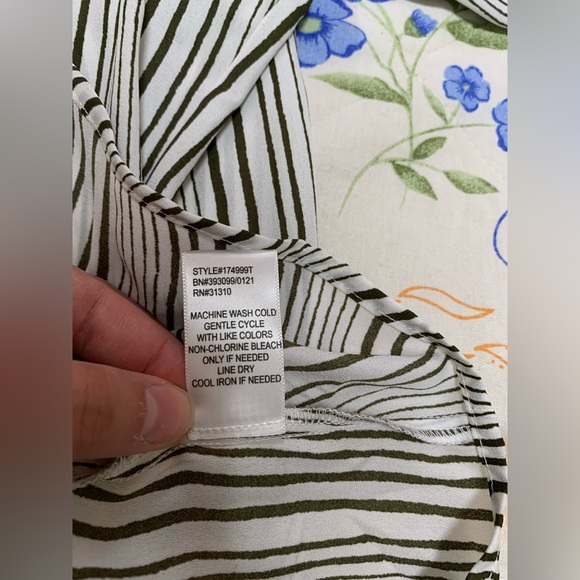 STYLE#174999T
BN#393099/0121
RN#31310
MACHINE WASH COLD
GENTLE CYCLE
WITH LIKE COLORS
NON-CHLORINE BLEACH
ONLY IF NEEDED
LINE DRY
COOL IRON IF NEEDED